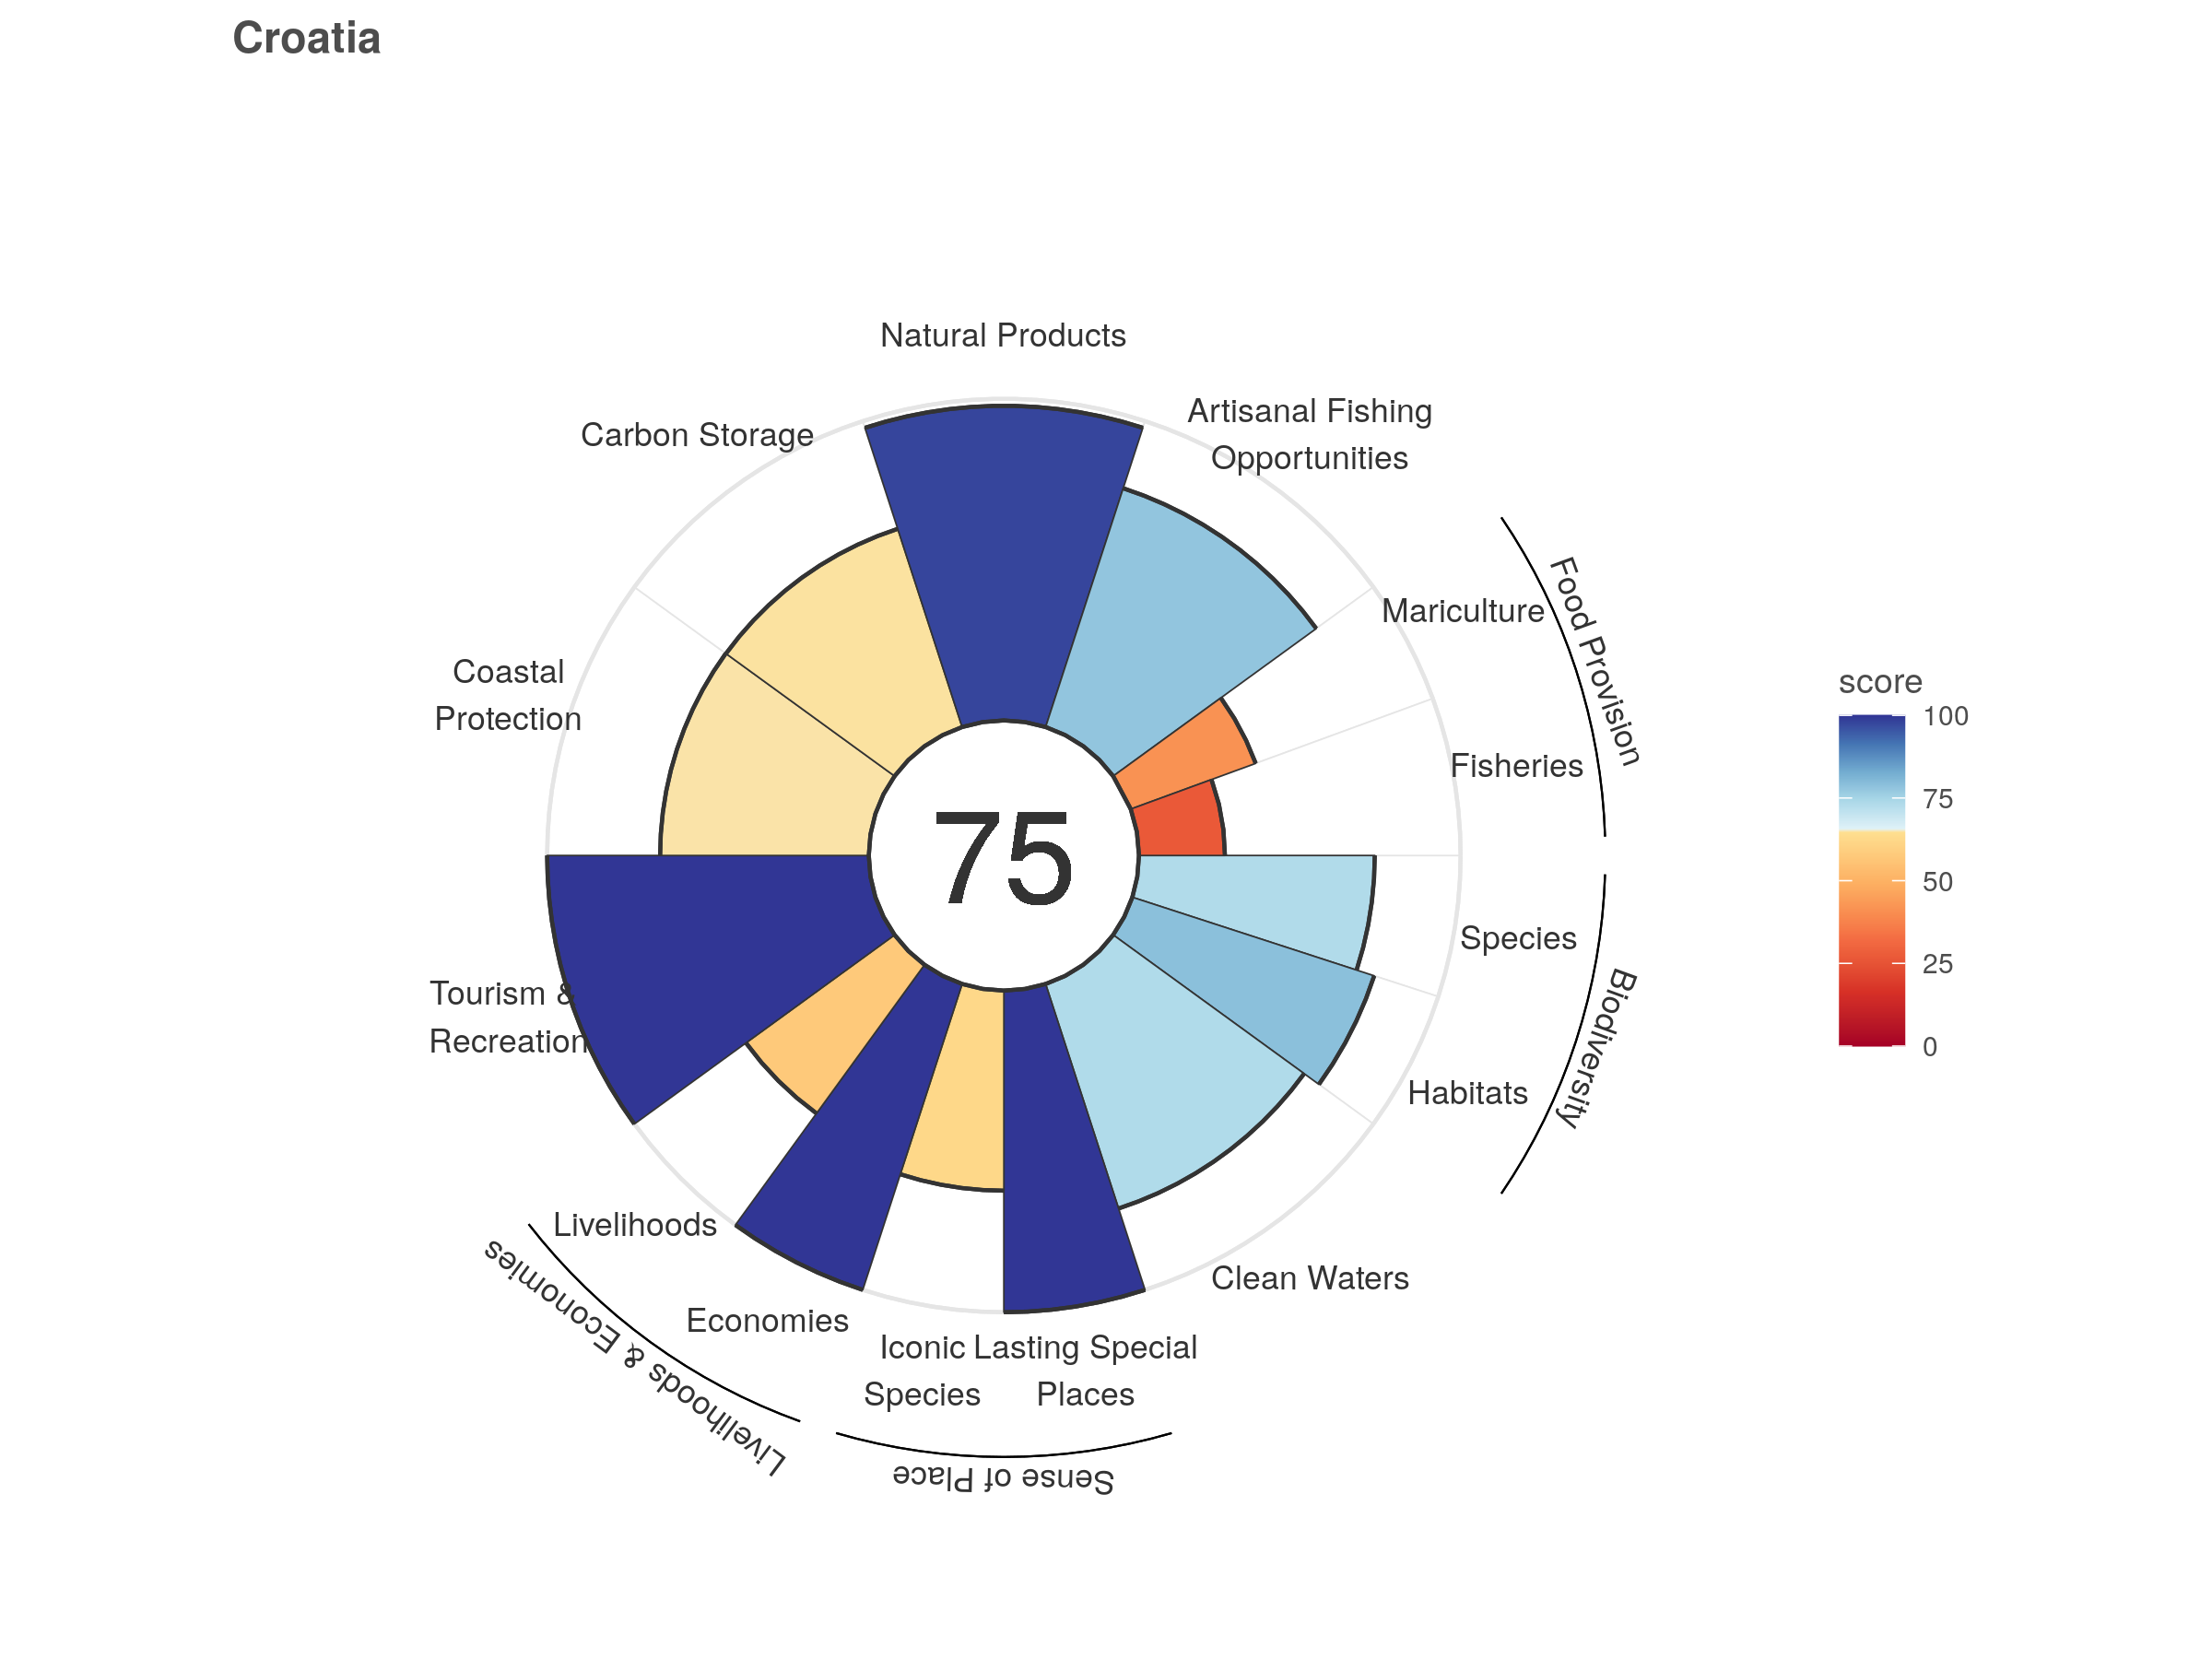 Croatia
Natural Products
Artisanal Fishing
Opportunities
Carbon Storage
Mariculture
Food Provision
Fisheries
Coastal
Protection
75
score
100
75
50
25
0
Species
Biodiversity
Habitats
Tourism &
Recreation
Livelihoods
Economies
Livelihoods & Economies
Clean Waters
Iconic
Species
Lasting Special
Places
Sense of Place